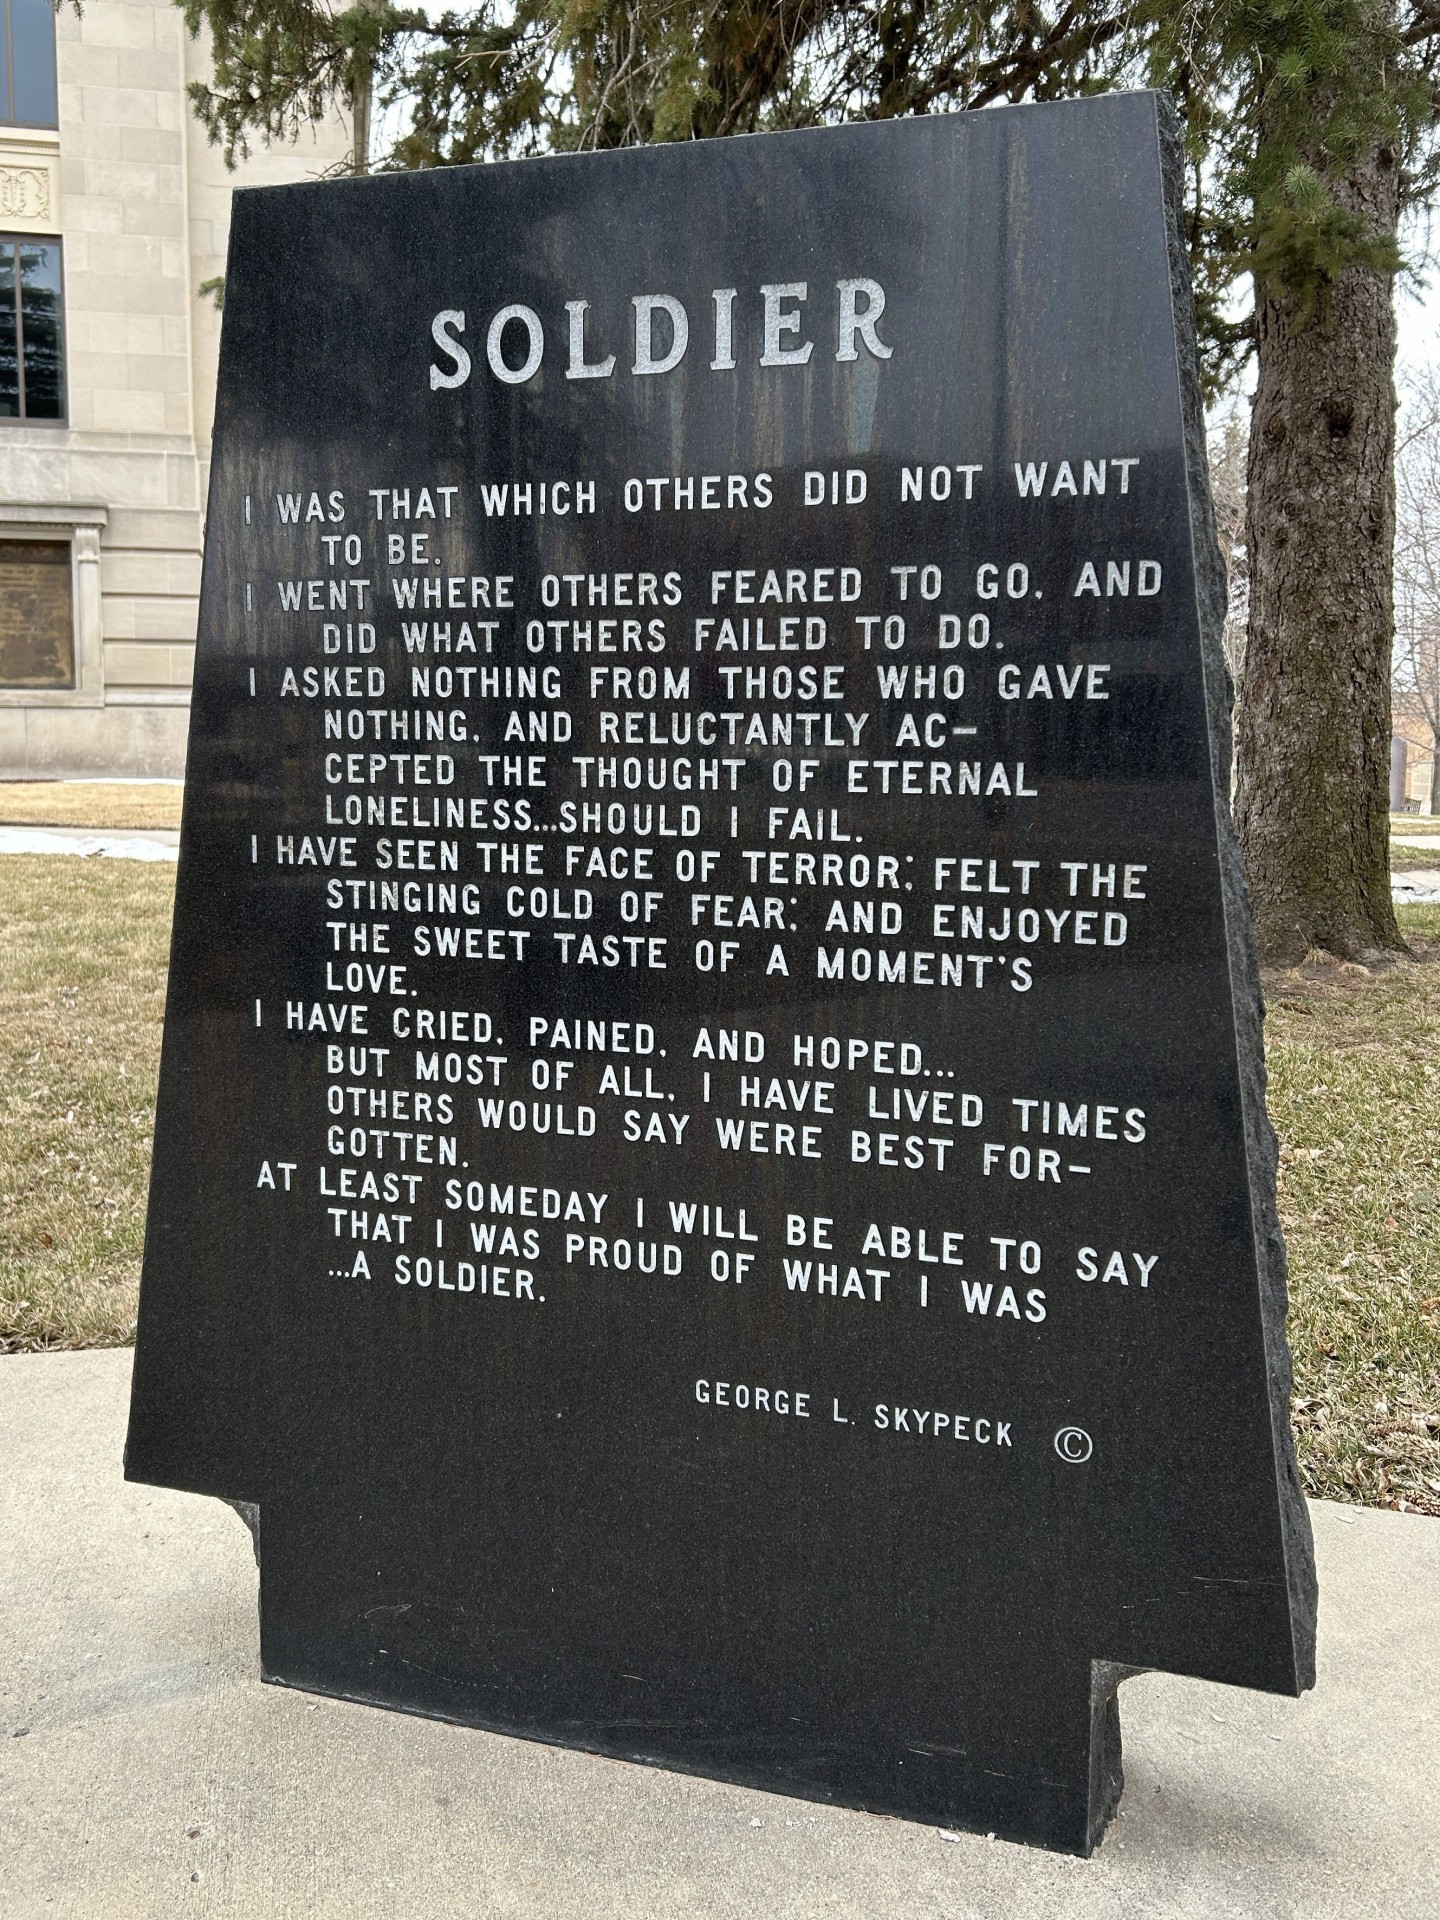 SOLDIER
I WAS THAT WHICH OTHERS DID NOT WANT
TO BE.
I WENT WHERE OTHERS FEARED TO GO, AND
DID WHAT OTHERS FAILED TO DO.
I ASKED NOTHING FROM THOSE WHO GAVE
NOTHING, AND RELUCTANTLY AC-
CEPTED THE THOUGHT OF ETERNAL
LONELINESS...SHOULD I FAIL.
I HAVE SEEN THE FACE OF TERROR; FELT THE
STINGING COLD OF FEAR; AND ENJOYED
THE SWEET TASTE OF A MOMENT'S
LOVE.
I HAVE CRIED, PAINED, AND HOPED...
BUT MOST OF ALL, I HAVE LIVED TIMES
OTHERS WOULD SAY WERE BEST FOR-
GOTTEN.
AT LEAST SOMEDAY I WILL BE ABLE TO SAY
THAT I WAS PROUD OF WHAT I WAS
...A SOLDIER.
GEORGE L. SKYPECK ©